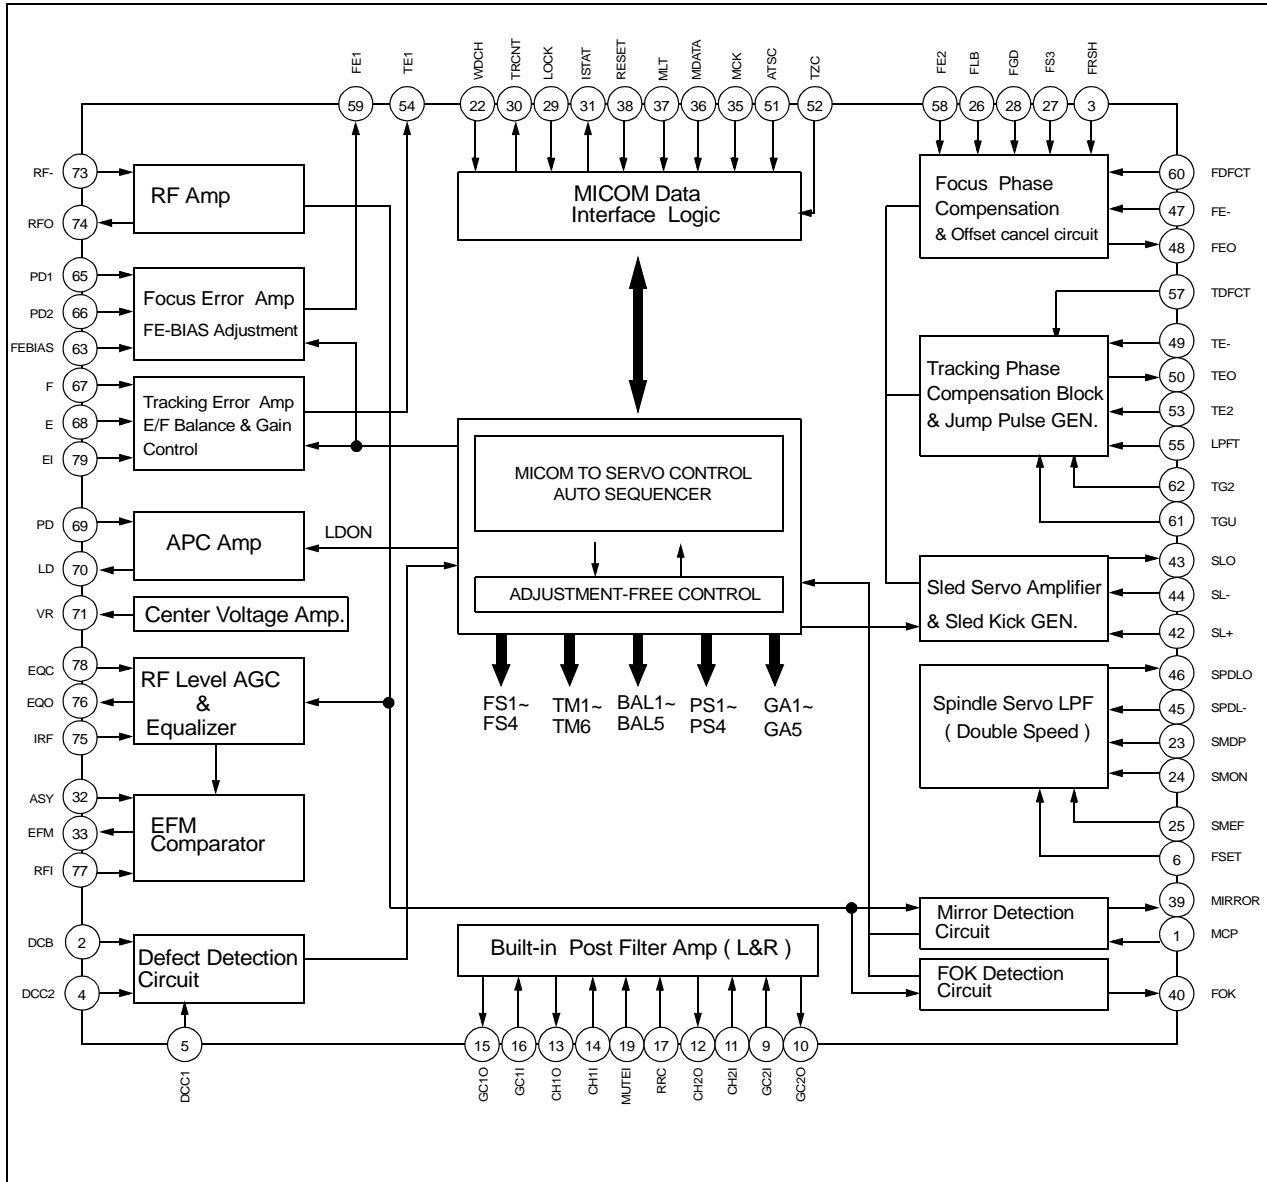 FE1
TE1
WDCH
TRCNT
LOCK
ISTAT
RESET
MLT
MDATA
MCK
ATSC
TZC
FE2
FLB
FGD
FS3
FRSH
59
54
22
30
29
31
38
37
36
35
51
52
58
26
28
27
3
RF-
73
RFO
74
RF Amp
PD1
65
PD2
66
FEBIAS
63
Focus Error Amp
FE-BIAS Adjustment
F
67
E
68
EI
79
Tracking Error Amp
E/F Balance & Gain
Control
PD
69
LD
70
APC Amp
LDON
VR
71
Center Voltage Amp.
EQC
78
EQO
76
IRF
75
RF Level AGC
&
Equalizer
ASY
32
EFM
33
RFI
77
EFM
Comparator
DCB
2
DCC2
4
Defect Detection
Circuit
5
DCC1
MICOM Data
Interface Logic
MICOM TO SERVO CONTROL
AUTO SEQUENCER
ADJUSTMENT-FREE CONTROL
FS1~
FS4
TM1~
TM6
BAL1~
BAL5
PS1~
PS4
GA1~
GA5
Built-in Post Filter Amp ( L&R )
15
16
13
14
19
17
12
11
9
10
GC1O
GC1I
CH1O
CH1I
MUTEI
RRC
CH2O
CH2I
GC2I
GC2O
Focus Phase
Compensation
& Offset cancel circuit
60
FDFCT
47
FE-
48
FEO
57
TDFCT
Tracking Phase
Compensation Block
& Jump Pulse GEN.
49
TE-
50
TEO
53
TE2
55
LPFT
62
TG2
61
TGU
Sled Servo Amplifier
& Sled Kick GEN.
43
SLO
44
SL-
42
SL+
Spindle Servo LPF
( Double Speed )
46
SPDLO
45
SPDL-
23
SMDP
24
SMON
25
SMEF
6
FSET
Mirror Detection
Circuit
39
MIRROR
1
MCP
FOK Detection
Circuit
40
FOK